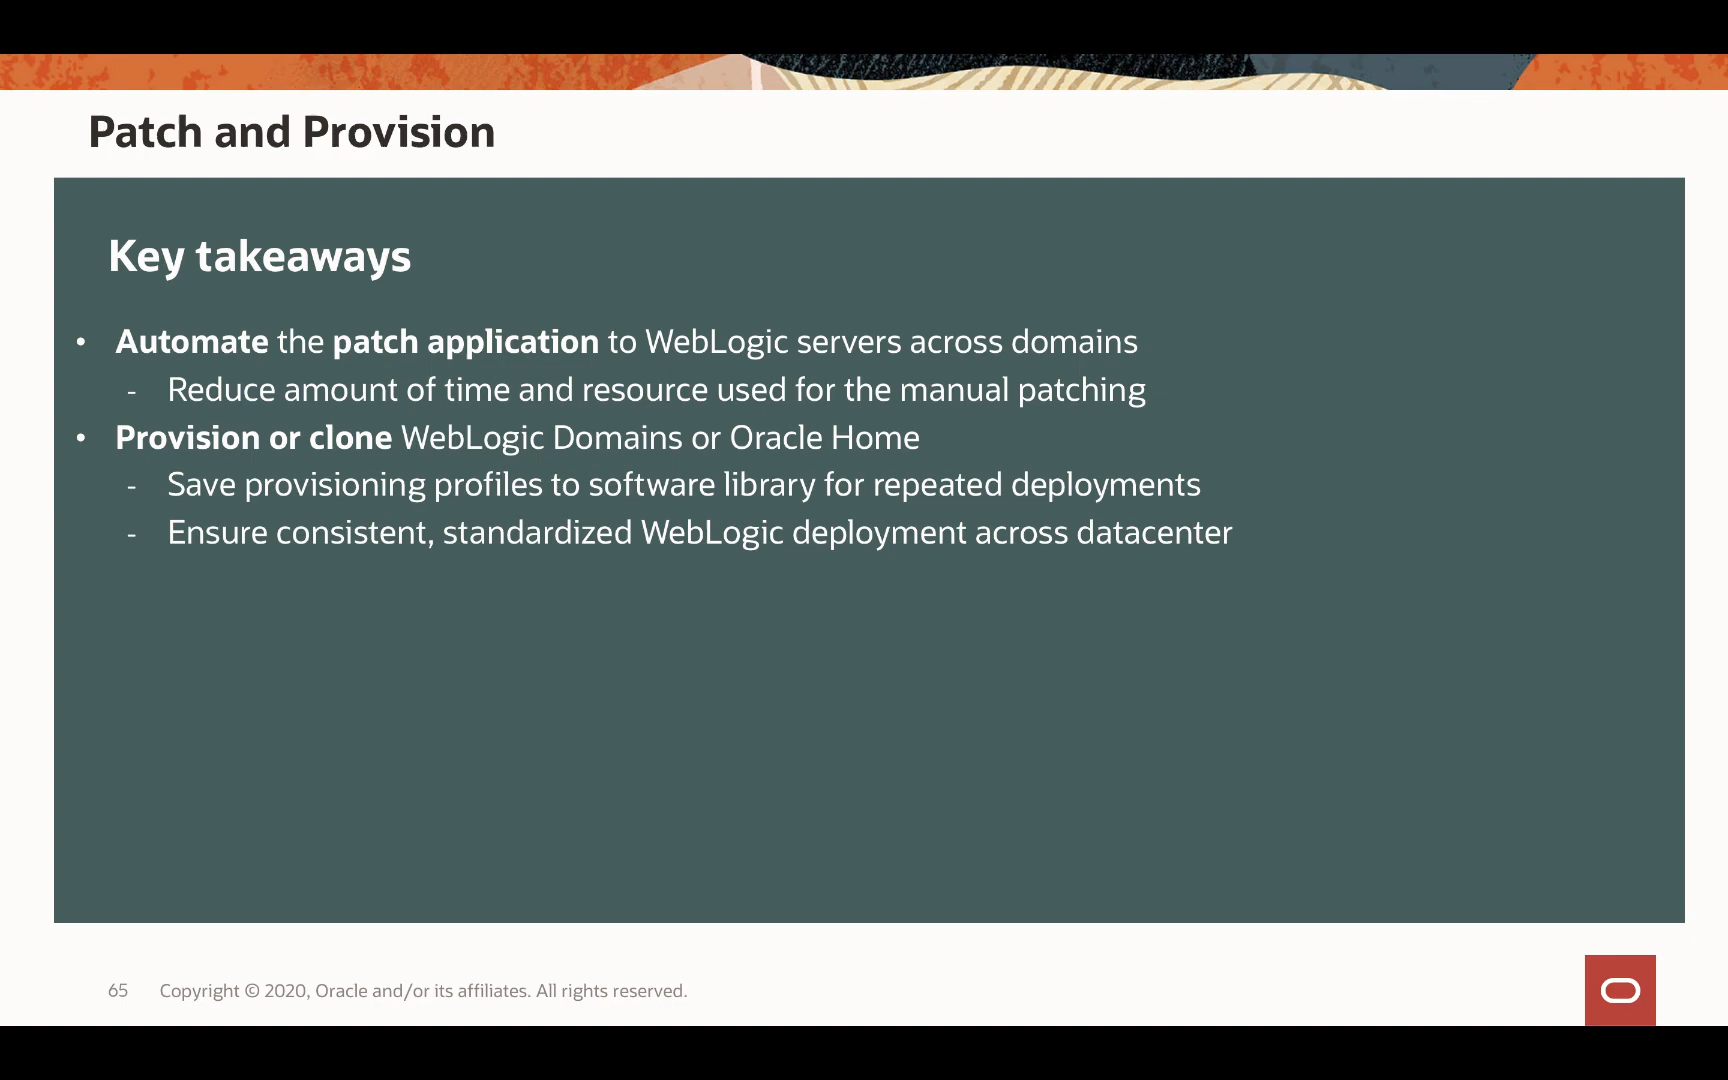 Patch and Provision
Key takeaways
• Automate the patch application to WebLogic servers across domains
- Reduce amount of time and resource used for the manual patching
• Provision or clone WebLogic Domains or Oracle Home
- Save provisioning profiles to software library for repeated deployments
- Ensure consistent, standardized WebLogic deployment across datacenter
65 Copyright © 2020, Oracle and/or its affiliates. All rights reserved.